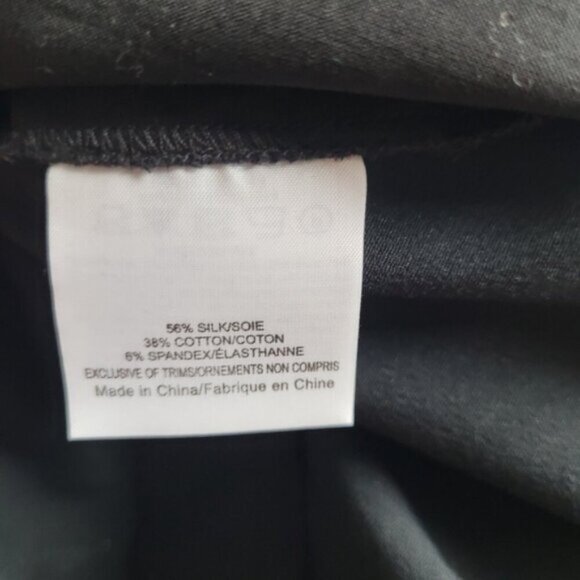 56% SILK/SOIE
38% COTTON/COTON
6% SPANDEX/ÉLASTHANNE
EXCLUSIVE OF TRIMS/ORNEMENTS NON COMPRIS
Made in China/Fabrique en Chine